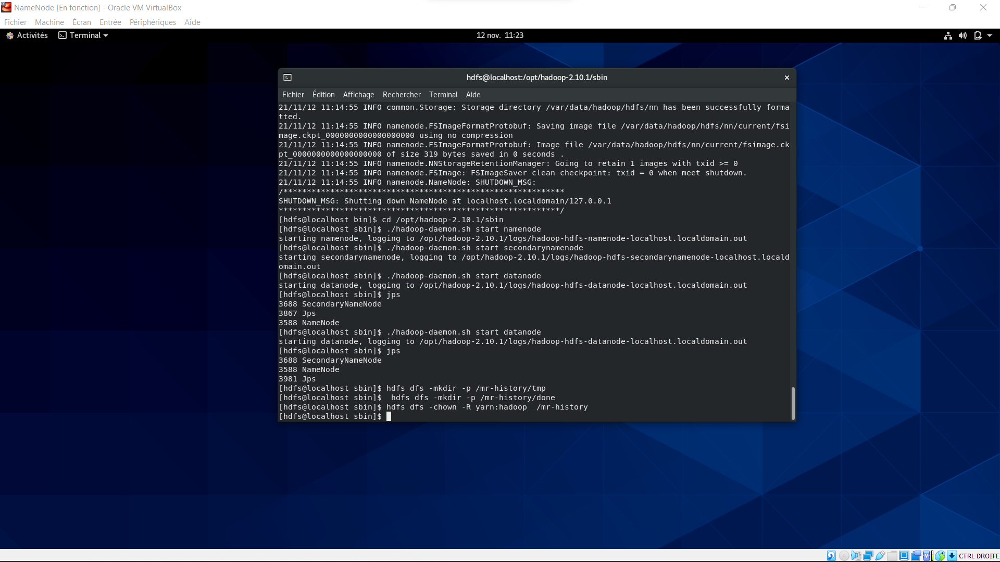 NameNode [En fonction] - Oracle VM VirtualBox
Fichier Machine Écran Entrée Périphériques Aide
Activités Terminal 12 nov. 11:23
hdfs@localhost:/opt/hadoop-2.10.1/sbin
Fichier Édition Affichage Rechercher Terminal Aide
21/11/12 11:14:55 INFO common.Storage: Storage directory /var/data/hadoop/hdfs/nn has been successfully forma
tted.
21/11/12 11:14:55 INFO namenode.FSImageFormatProtobuf: Saving image file /var/data/hadoop/hdfs/nn/current/fsi
mage.ckpt_0000000000000000000 using no compression
21/11/12 11:14:55 INFO namenode.FSImageFormatProtobuf: Image file /var/data/hadoop/hdfs/nn/current/fsimage.ck
pt_0000000000000000000 of size 319 bytes saved in 0 seconds .
21/11/12 11:14:55 INFO namenode.NNStorageRetentionManager: Going to retain 1 images with txid >= 0
21/11/12 11:14:55 INFO namenode.FSImage: FSImageSaver clean checkpoint: txid = 0 when meet shutdown.
21/11/12 11:14:55 INFO namenode.NameNode: SHUTDOWN_MSG:
/************************************************************
SHUTDOWN_MSG: Shutting down NameNode at localhost.localdomain/127.0.0.1
************************************************************/
[hdfs@localhost bin]$ cd /opt/hadoop-2.10.1/sbin
[hdfs@localhost sbin]$ ./hadoop-daemon.sh start namenode
starting namenode, logging to /opt/hadoop-2.10.1/logs/hadoop-hdfs-namenode-localhost.localdomain.out
[hdfs@localhost sbin]$ ./hadoop-daemon.sh start secondarynamenode
starting secondarynamenode, logging to /opt/hadoop-2.10.1/logs/hadoop-hdfs-secondarynamenode-localhost.locald
omain.out
[hdfs@localhost sbin]$ ./hadoop-daemon.sh start datanode
starting datanode, logging to /opt/hadoop-2.10.1/logs/hadoop-hdfs-datanode-localhost.localdomain.out
[hdfs@localhost sbin]$ jps
3688 SecondaryNameNode
3867 Jps
3588 NameNode
[hdfs@localhost sbin]$ ./hadoop-daemon.sh start datanode
starting datanode, logging to /opt/hadoop-2.10.1/logs/hadoop-hdfs-datanode-localhost.localdomain.out
[hdfs@localhost sbin]$ jps
3688 SecondaryNameNode
3588 NameNode
3981 Jps
[hdfs@localhost sbin]$ hdfs dfs -mkdir -p /mr-history/tmp
[hdfs@localhost sbin]$  hdfs dfs -mkdir -p /mr-history/done
[hdfs@localhost sbin]$ hdfs dfs -chown -R yarn:hadoop  /mr-history
[hdfs@localhost sbin]$
CTRL DROITE